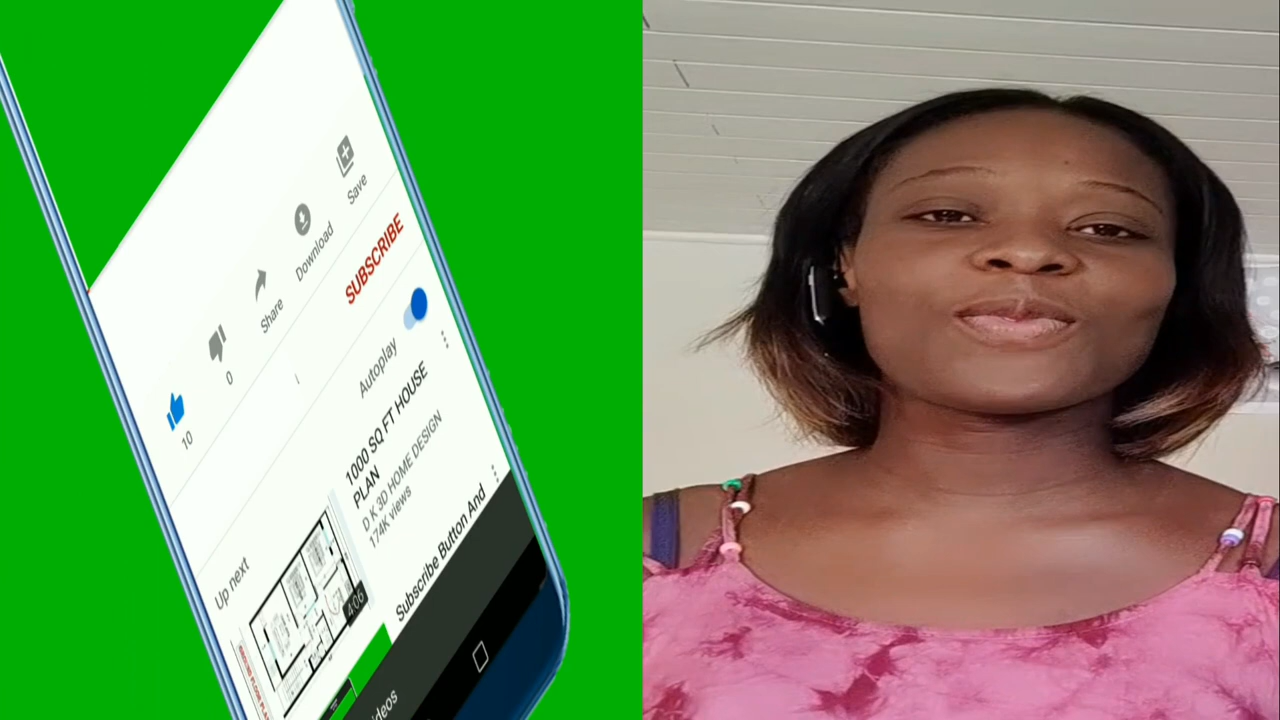 10
0
Share
Download
Save
SUBSCRIBE
Up next
Autoplay
1000 SQ FT HOUSE
PLAN
D K 3D HOME DESIGN
174K views
4:06
Subscribe Button And